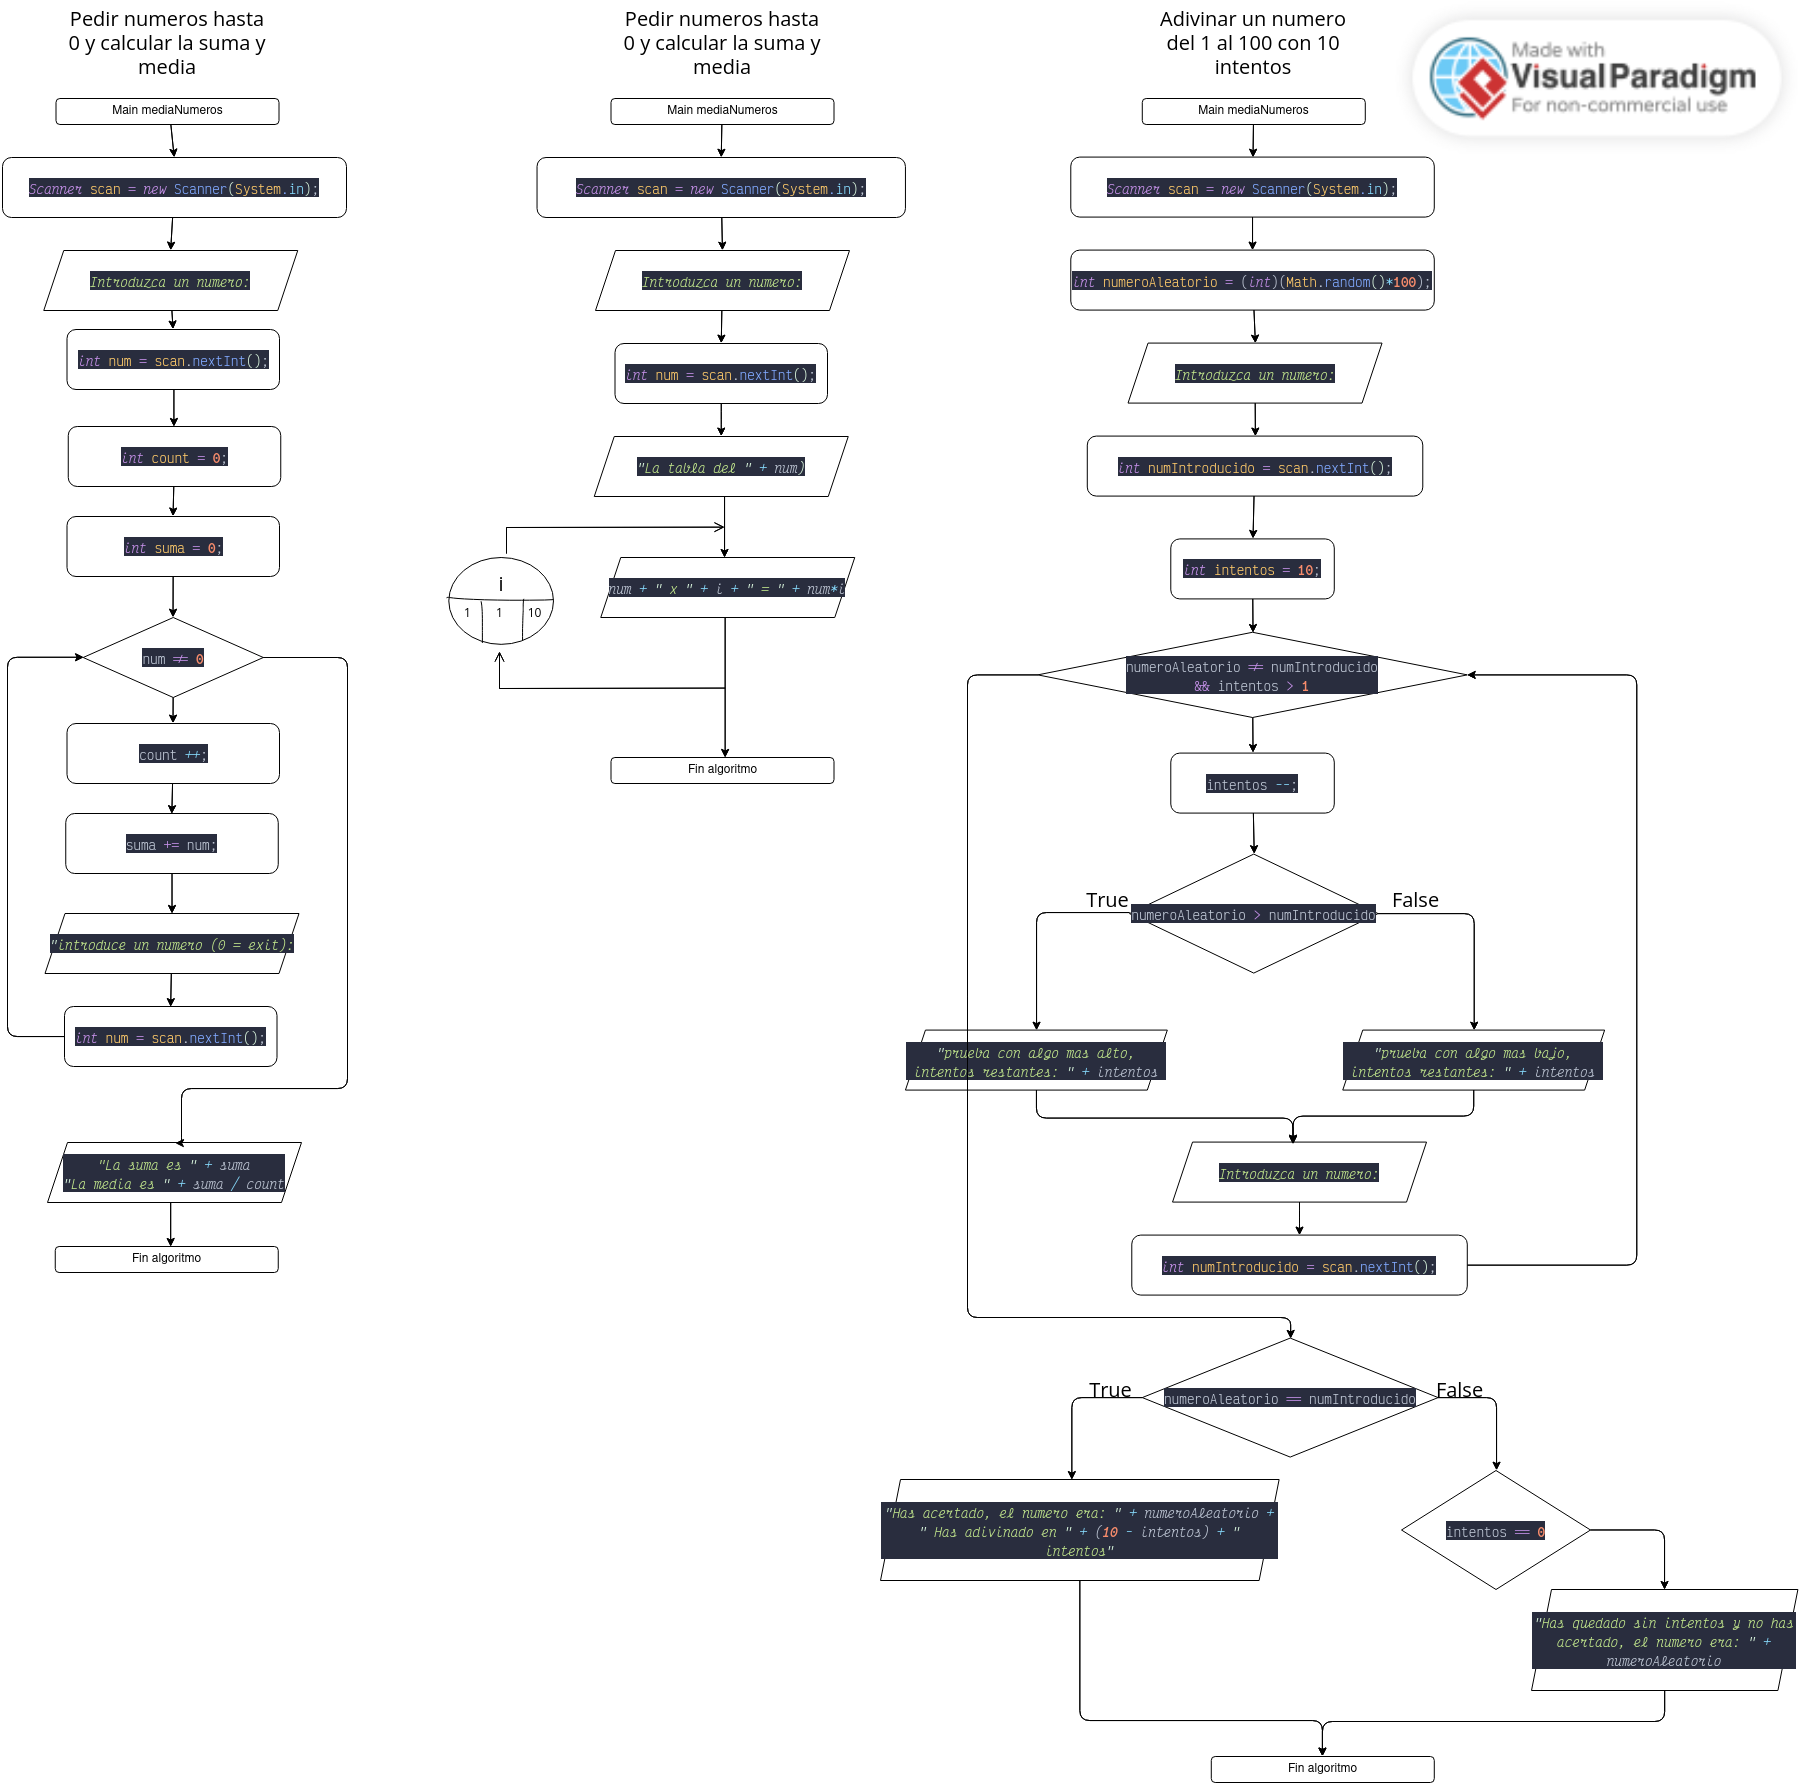 Pedir numeros hasta
0 y calcular la suma y
media
Main mediaNumeros
Scanner scan = new Scanner(System.in);
Introduzca un numero:
int num = scan.nextInt();
int count = 0;
int suma = 0;
num ≠ 0
count ++;
suma += num;
"introduce un numero (0 = exit):
int num = scan.nextInt();
"La suma es " + suma
"La media es " + suma / count
Fin algoritmo
Pedir numeros hasta
0 y calcular la suma y
media
Main mediaNumeros
Scanner scan = new Scanner(System.in);
Introduzca un numero:
int num = scan.nextInt();
"La tabla del " + num)
i
1 1 10
num + " x " + i + " = " + num*i
Fin algoritmo
Adivinar un numero
del 1 al 100 con 10
intentos
Main mediaNumeros
Scanner scan = new Scanner(System.in);
int numeroAleatorio = (int)(Math.random()*100);
Introduzca un numero:
int numIntroducido = scan.nextInt();
int intentos = 10;
numeroAleatorio ≠ numIntroducido
&& intentos > 1
intentos --;
True
numeroAleatorio > numIntroducido
False
"prueba con algo mas alto,
intentos restantes: " + intentos
"prueba con algo mas bajo,
intentos restantes: " + intentos
Introduzca un numero:
int numIntroducido = scan.nextInt();
True
numeroAleatorio == numIntroducido
False
"Has acertado, el numero era: " + numeroAleatorio +
" Has adivinado en " + (10 - intentos) + "
intentos"
intentos == 0
"Has quedado sin intentos y no has
acertado, el numero era: " +
numeroAleatorio
Fin algoritmo
Made with
Visual Paradigm
For non-commercial use